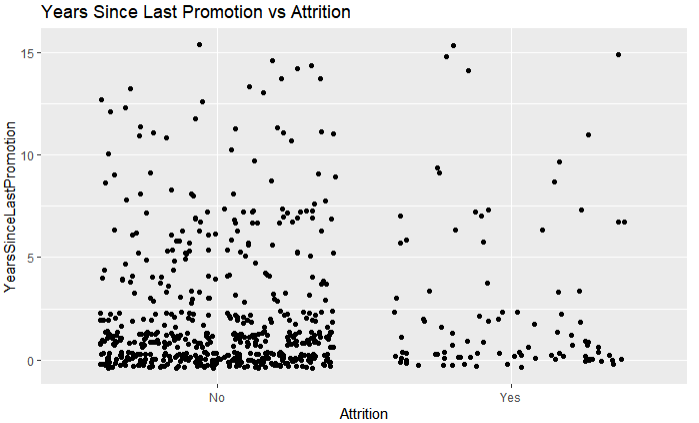 Years Since Last Promotion vs Attrition
YearsSinceLastPromotion
15
10
5
0
No
Yes
Attrition